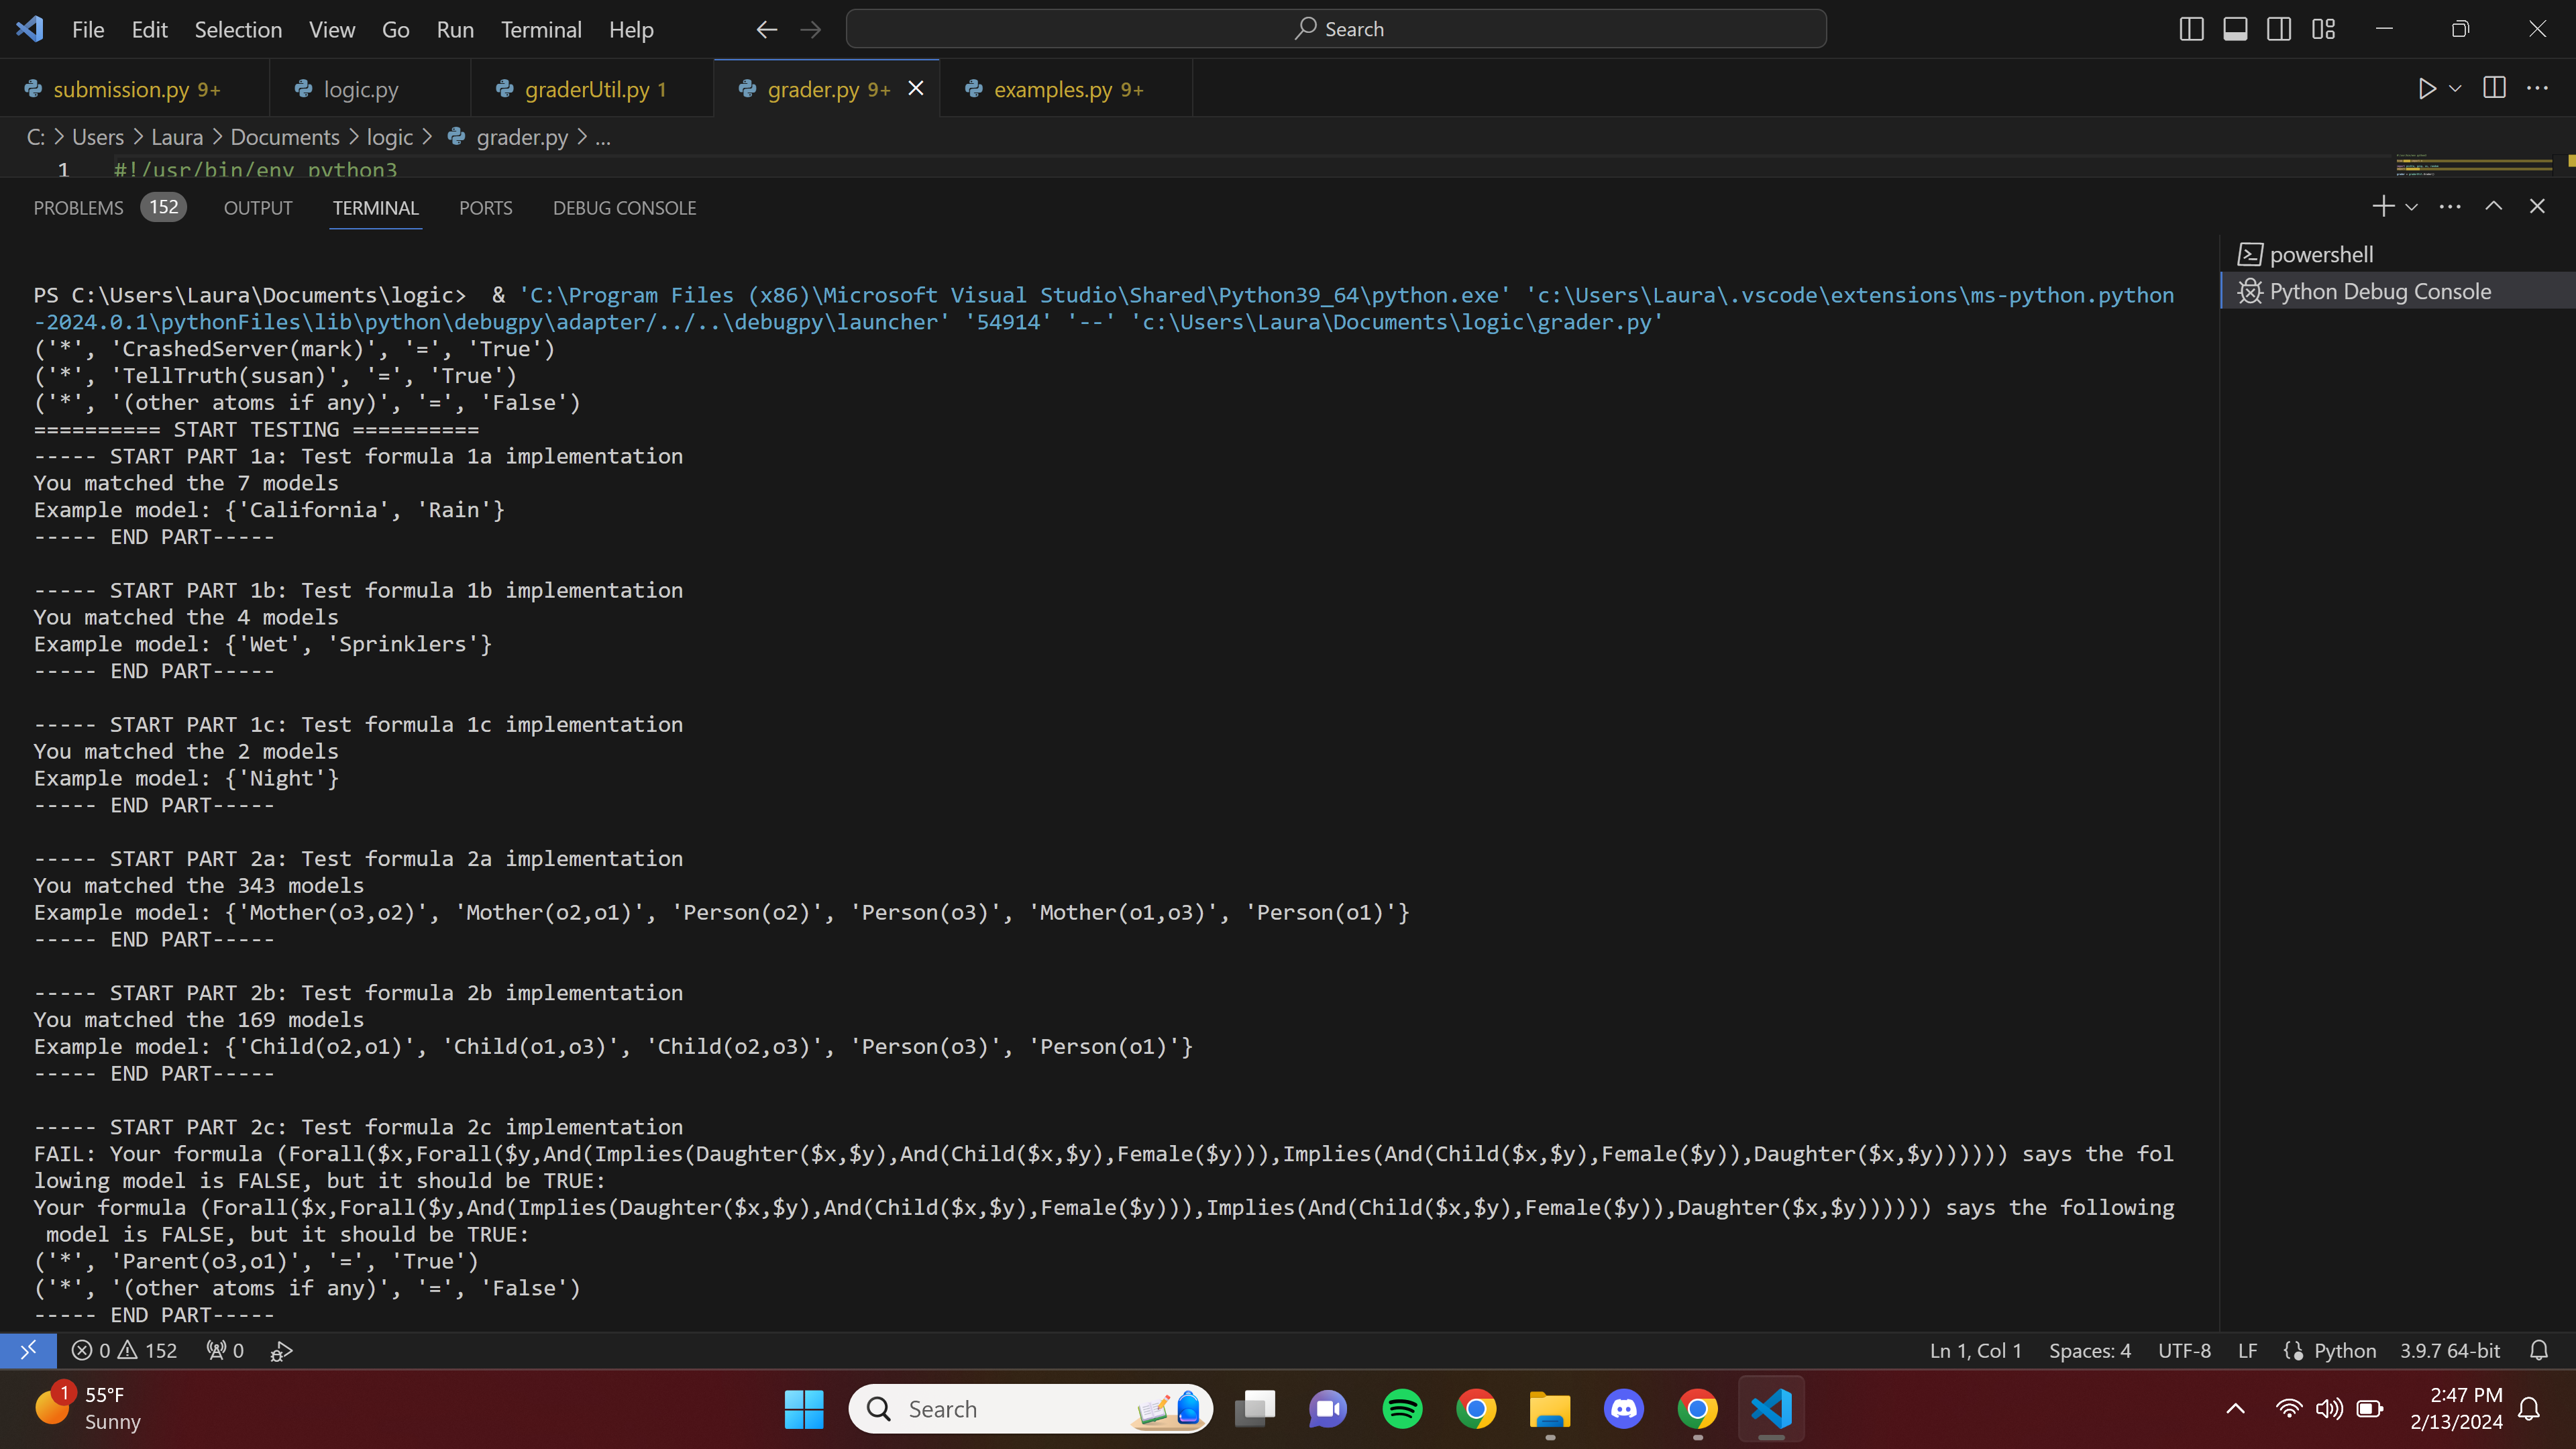 File Edit Selection View Go Run Terminal Help Search
submission.py 9+ logic.py graderUtil.py 1 grader.py 9+ examples.py 9+
C: > Users > Laura > Documents > logic > grader.py > ...
1 #!/usr/bin/env python3
PROBLEMS 152 OUTPUT TERMINAL PORTS DEBUG CONSOLE
powershell
Python Debug Console
PS C:\Users\Laura\Documents\logic>  & 'C:\Program Files (x86)\Microsoft Visual Studio\Shared\Python39_64\python.exe' 'c:\Users\Laura\.vscode\extensions\ms-python.python
-2024.0.1\pythonFiles\lib\python\debugpy\adapter/../..\debugpy\launcher' '54914' '--' 'c:\Users\Laura\Documents\logic\grader.py'
('*', 'CrashedServer(mark)', '=', 'True')
('*', 'TellTruth(susan)', '=', 'True')
('*', '(other atoms if any)', '=', 'False')
========== START TESTING ==========
----- START PART 1a: Test formula 1a implementation
You matched the 7 models
Example model: {'California', 'Rain'}
----- END PART-----
----- START PART 1b: Test formula 1b implementation
You matched the 4 models
Example model: {'Wet', 'Sprinklers'}
----- END PART-----
----- START PART 1c: Test formula 1c implementation
You matched the 2 models
Example model: {'Night'}
----- END PART-----
----- START PART 2a: Test formula 2a implementation
You matched the 343 models
Example model: {'Mother(o3,o2)', 'Mother(o2,o1)', 'Person(o2)', 'Person(o3)', 'Mother(o1,o3)', 'Person(o1)'}
----- END PART-----
----- START PART 2b: Test formula 2b implementation
You matched the 169 models
Example model: {'Child(o2,o1)', 'Child(o1,o3)', 'Child(o2,o3)', 'Person(o3)', 'Person(o1)'}
----- END PART-----
----- START PART 2c: Test formula 2c implementation
FAIL: Your formula (Forall($x,Forall($y,And(Implies(Daughter($x,$y),And(Child($x,$y),Female($y))),Implies(And(Child($x,$y),Female($y)),Daughter($x,$y)))))) says the fol
lowing model is FALSE, but it should be TRUE:
Your formula (Forall($x,Forall($y,And(Implies(Daughter($x,$y),And(Child($x,$y),Female($y))),Implies(And(Child($x,$y),Female($y)),Daughter($x,$y)))))) says the following
 model is FALSE, but it should be TRUE:
('*', 'Parent(o3,o1)', '=', 'True')
('*', '(other atoms if any)', '=', 'False')
----- END PART-----
0 152 0 Ln 1, Col 1 Spaces: 4 UTF-8 LF Python 3.9.7 64-bit
1 55°F
Sunny
Search
2:47 PM
2/13/2024